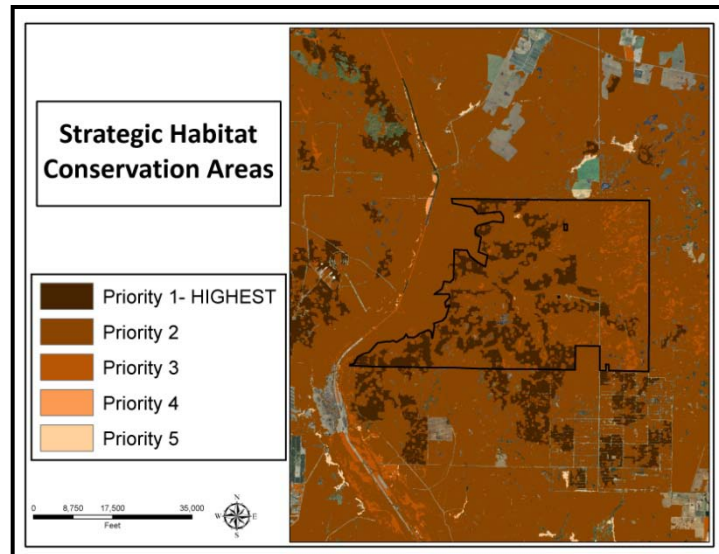 Strategic Habitat
Conservation Areas
Priority 1- HIGHEST
Priority 2
Priority 3
Priority 4
Priority 5
0 8,750 17,500 35,000
Feet
N
W E
S